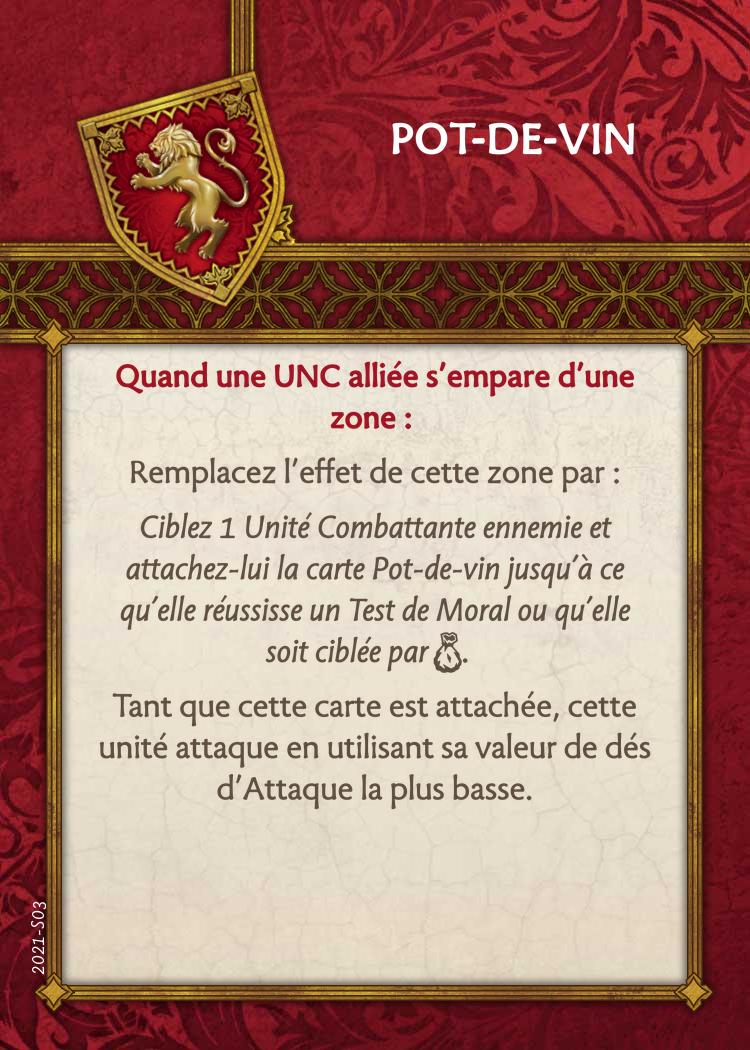 POT-DE-VIN
Quand une UNC alliée s’empare d’une
zone :
Remplacez l’effet de cette zone par :
Ciblez 1 Unité Combattante ennemie et
attachez-lui la carte Pot-de-vin jusqu’à ce
qu’elle réussisse un Test de Moral ou qu’elle
soit ciblée par .
Tant que cette carte est attachée, cette
unité attaque en utilisant sa valeur de dés
d’Attaque la plus basse.
2021-S03